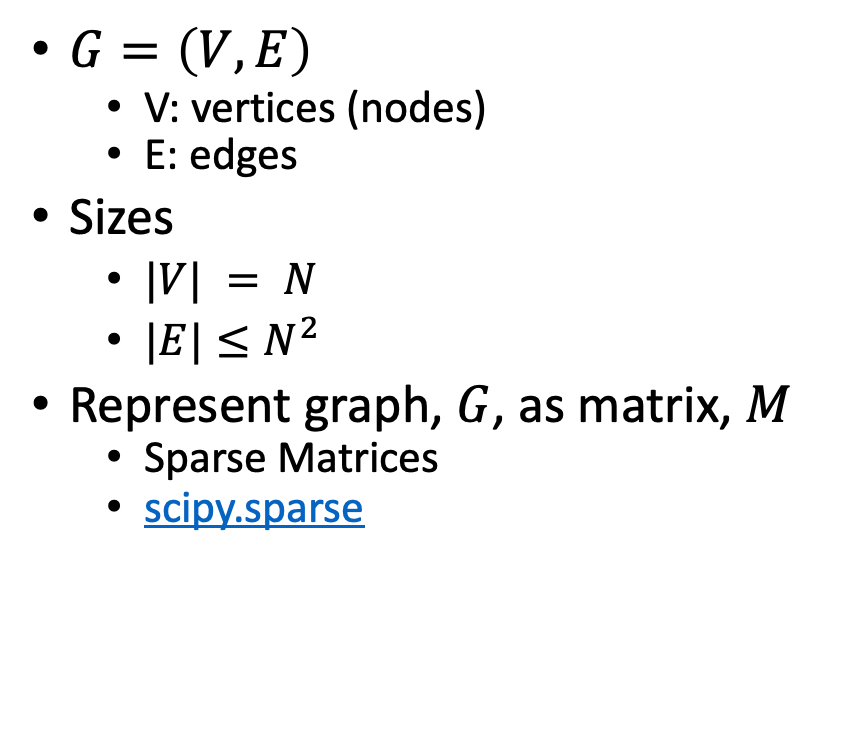 • G = (V, E)
• V: vertices (nodes)
• E: edges
• Sizes
• |V| = N
• |E| ≤ N²
• Represent graph, G, as matrix, M
• Sparse Matrices
• scipy.sparse